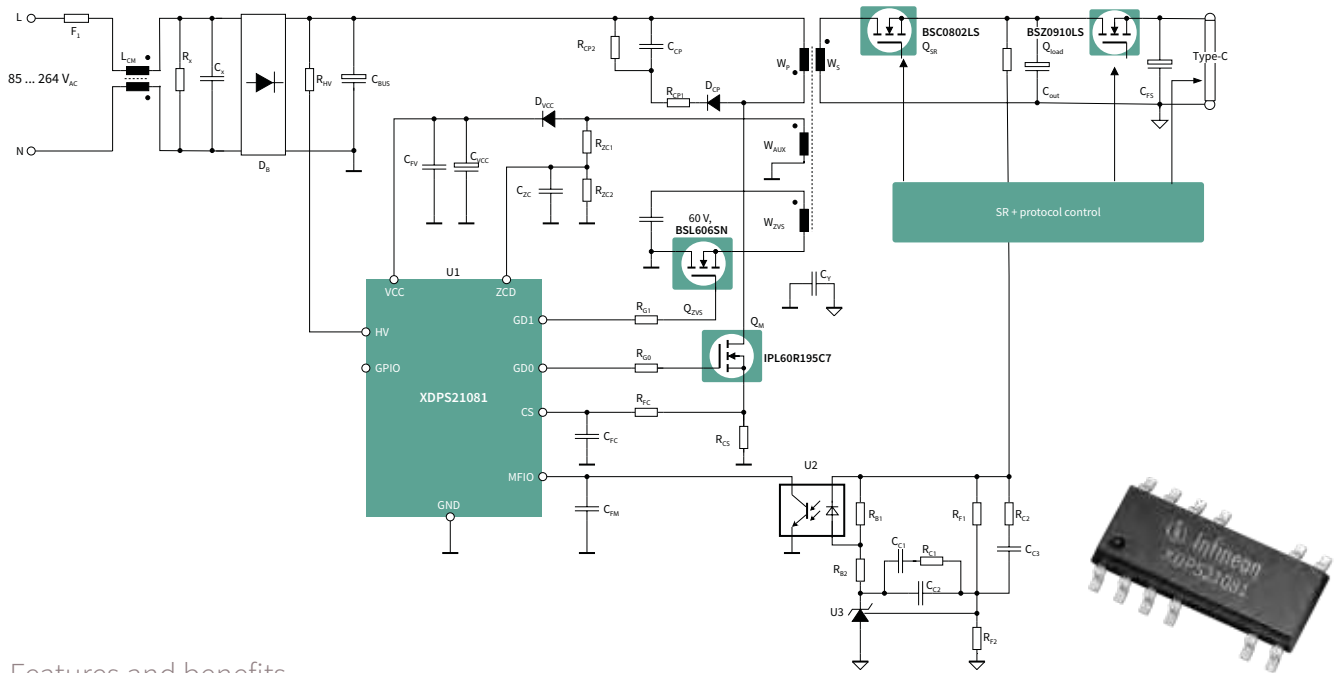 L
F1
LCM
Rx
Cx
85 ... 264 VAC
N
DB
RHV
CBUS
RCP2
CCP
RCP1
DCP
WP
WS
BSC0802LS
QSR
BSZ0910LS
Qload
Cout
CFS
Type-C
DVCC
CFV
CVCC
RZC1
CZC
RZC2
WAUX
WZVS
60 V,
BSL606SN
SR + protocol control
CY
U1
VCC
ZCD
HV
GPIO
XDPS21081
GD1
GD0
CS
MFIO
GND
RG1
QZVS
RG0
QM
IPL60R195C7
RFC
CFC
RCS
CFM
U2
RB1
RF1
RC2
CC1
RC1
CC3
RB2
CC2
U3
RF2
Infineon
XDPS21081
Features and benefits